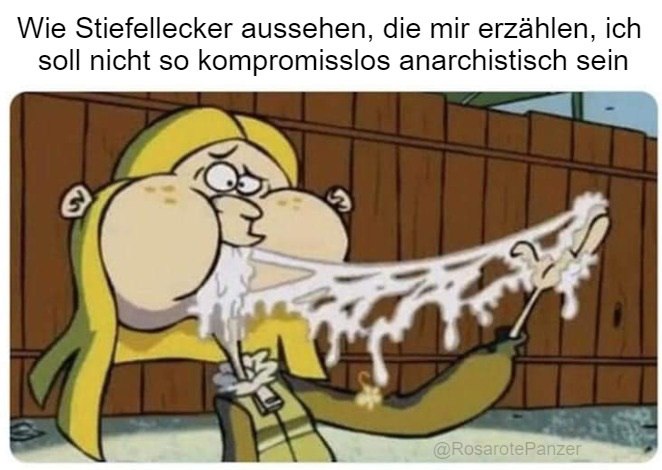 Wie Stiefellecker aussehen, die mir erzählen, ich
soll nicht so kompromisslos anarchistisch sein
@RosarotePanzer